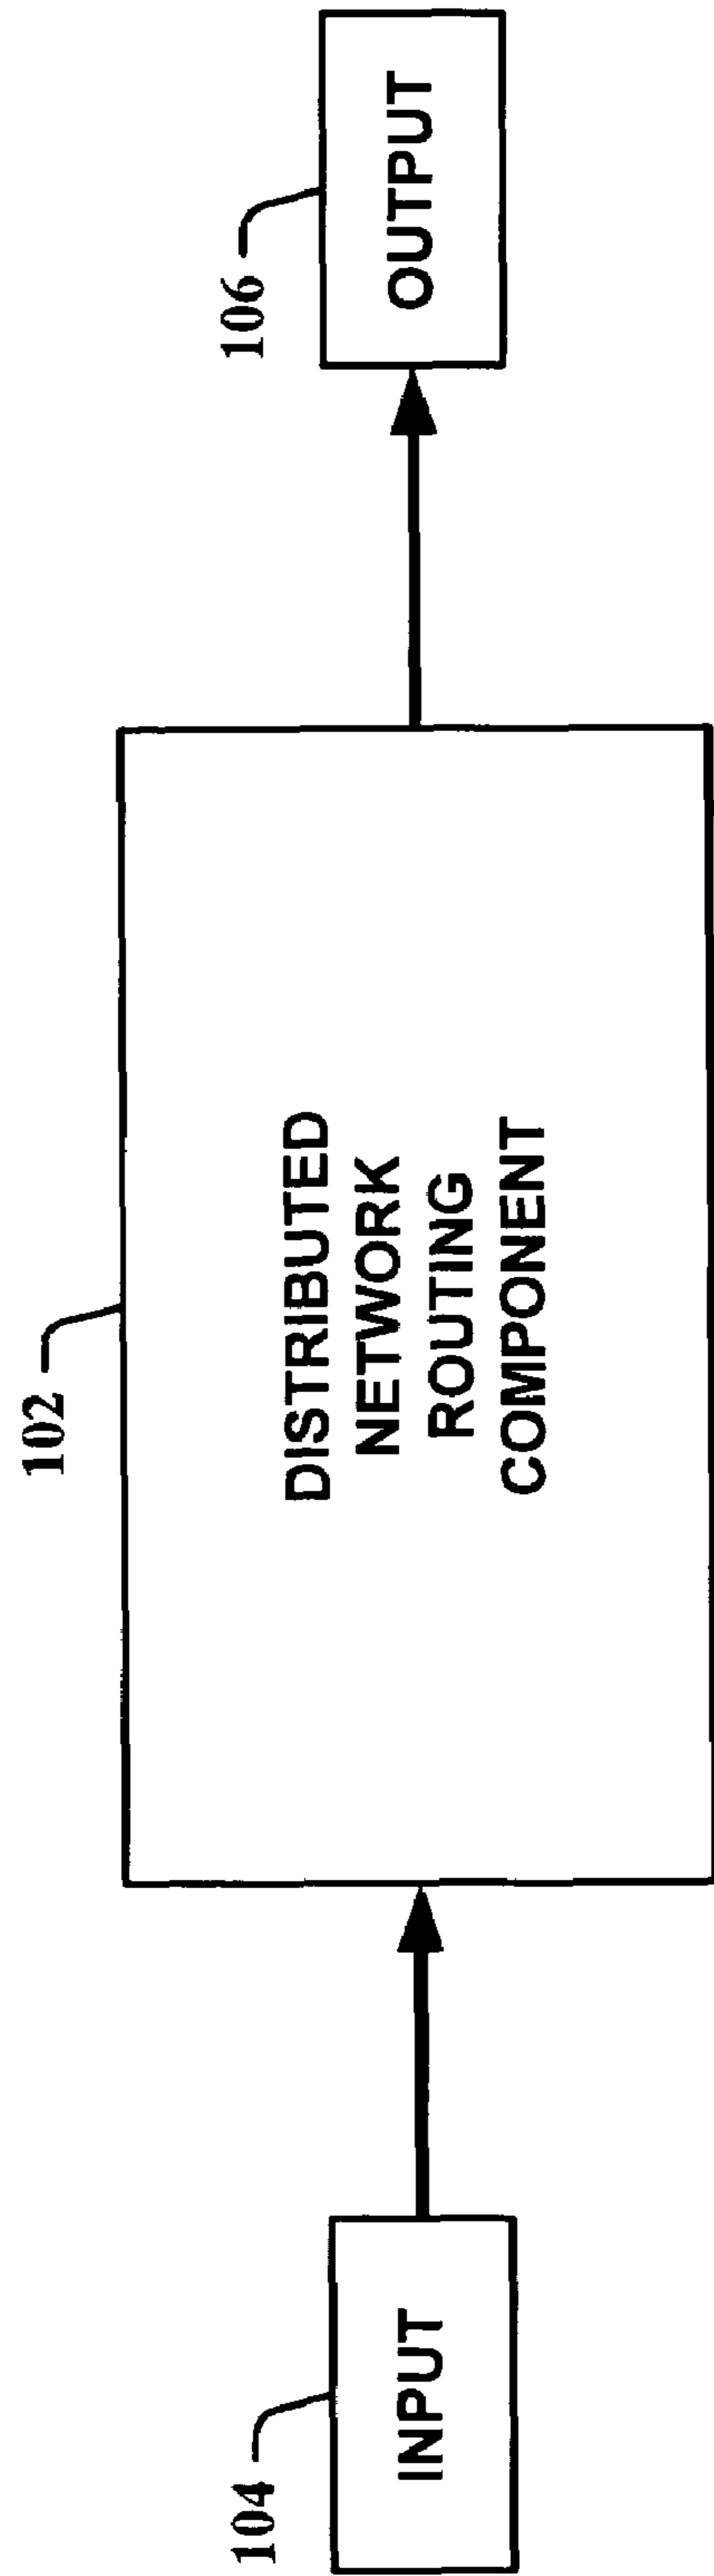 102
106
104
INPUT
DISTRIBUTED
NETWORK
ROUTING
COMPONENT
OUTPUT